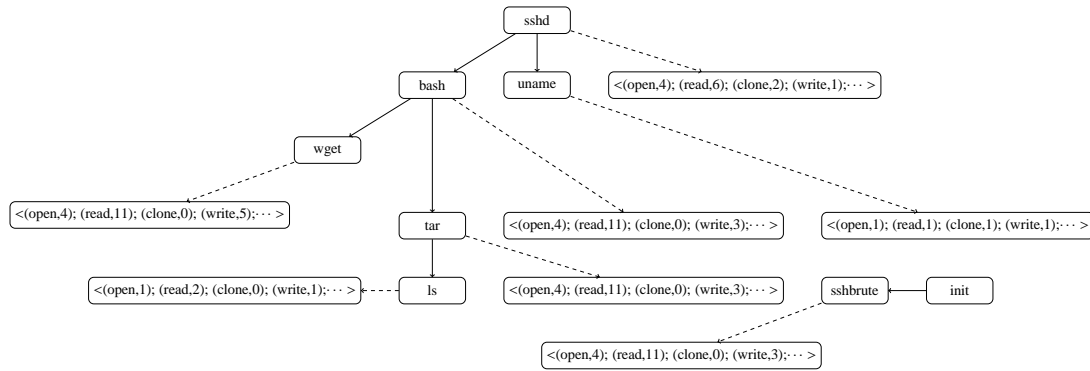 sshd
bash
uname
<(open,4); (read,6); (clone,2); (write,1);··· >
wget
<(open,4); (read,11); (clone,0); (write,5);··· >
tar
<(open,4); (read,11); (clone,0); (write,3);··· >
<(open,1); (read,1); (clone,1); (write,1);··· >
<(open,1); (read,2); (clone,0); (write,1);··· >
ls
<(open,4); (read,11); (clone,0); (write,3);··· >
sshbrute
init
<(open,4); (read,11); (clone,0); (write,3);··· >